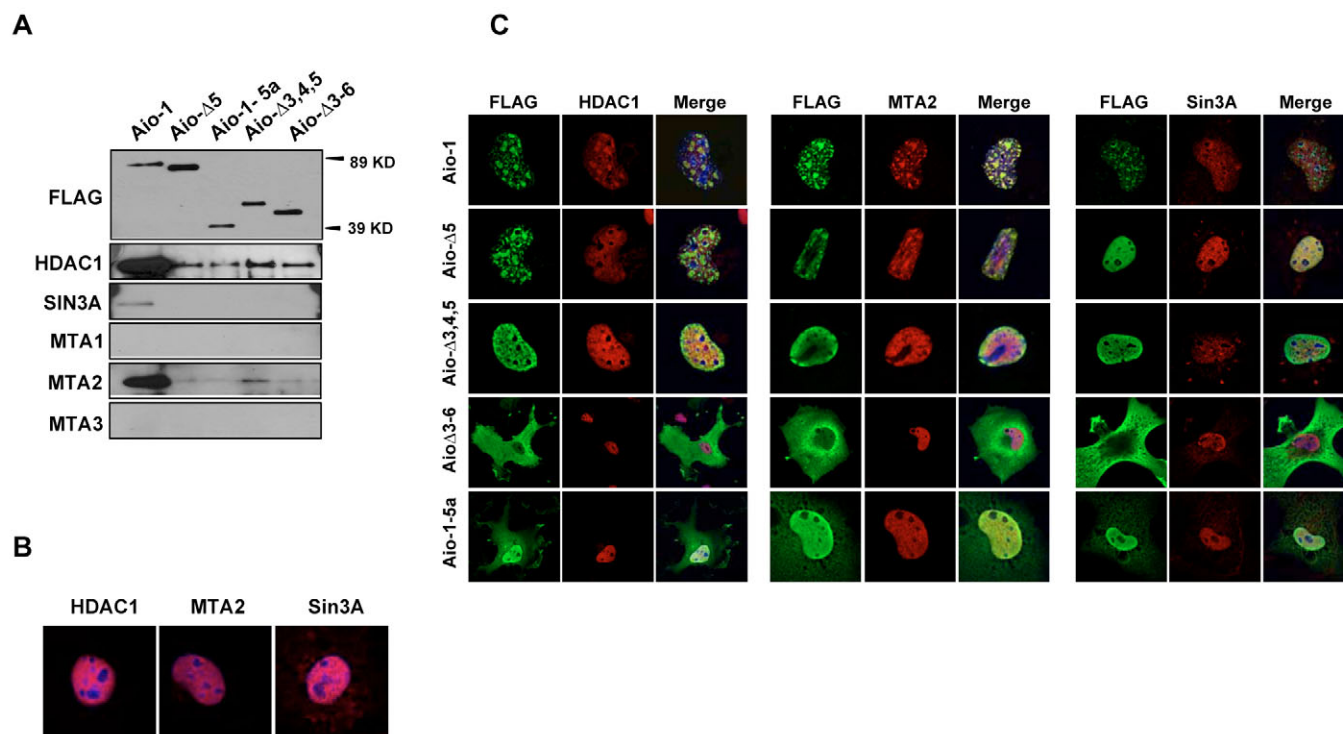 A
Aio-1 Aio-Δ5 Aio-1- 5a Aio-Δ3,4,5 Aio-Δ3-6
FLAG
89 KD
39 KD
HDAC1
SIN3A
MTA1
MTA2
MTA3
B
HDAC1 MTA2 Sin3A
C
FLAG HDAC1 Merge FLAG MTA2 Merge FLAG Sin3A Merge
Aio-1
Aio-Δ5
Aio-Δ3,4,5
AioΔ3-6
Aio-1-5a